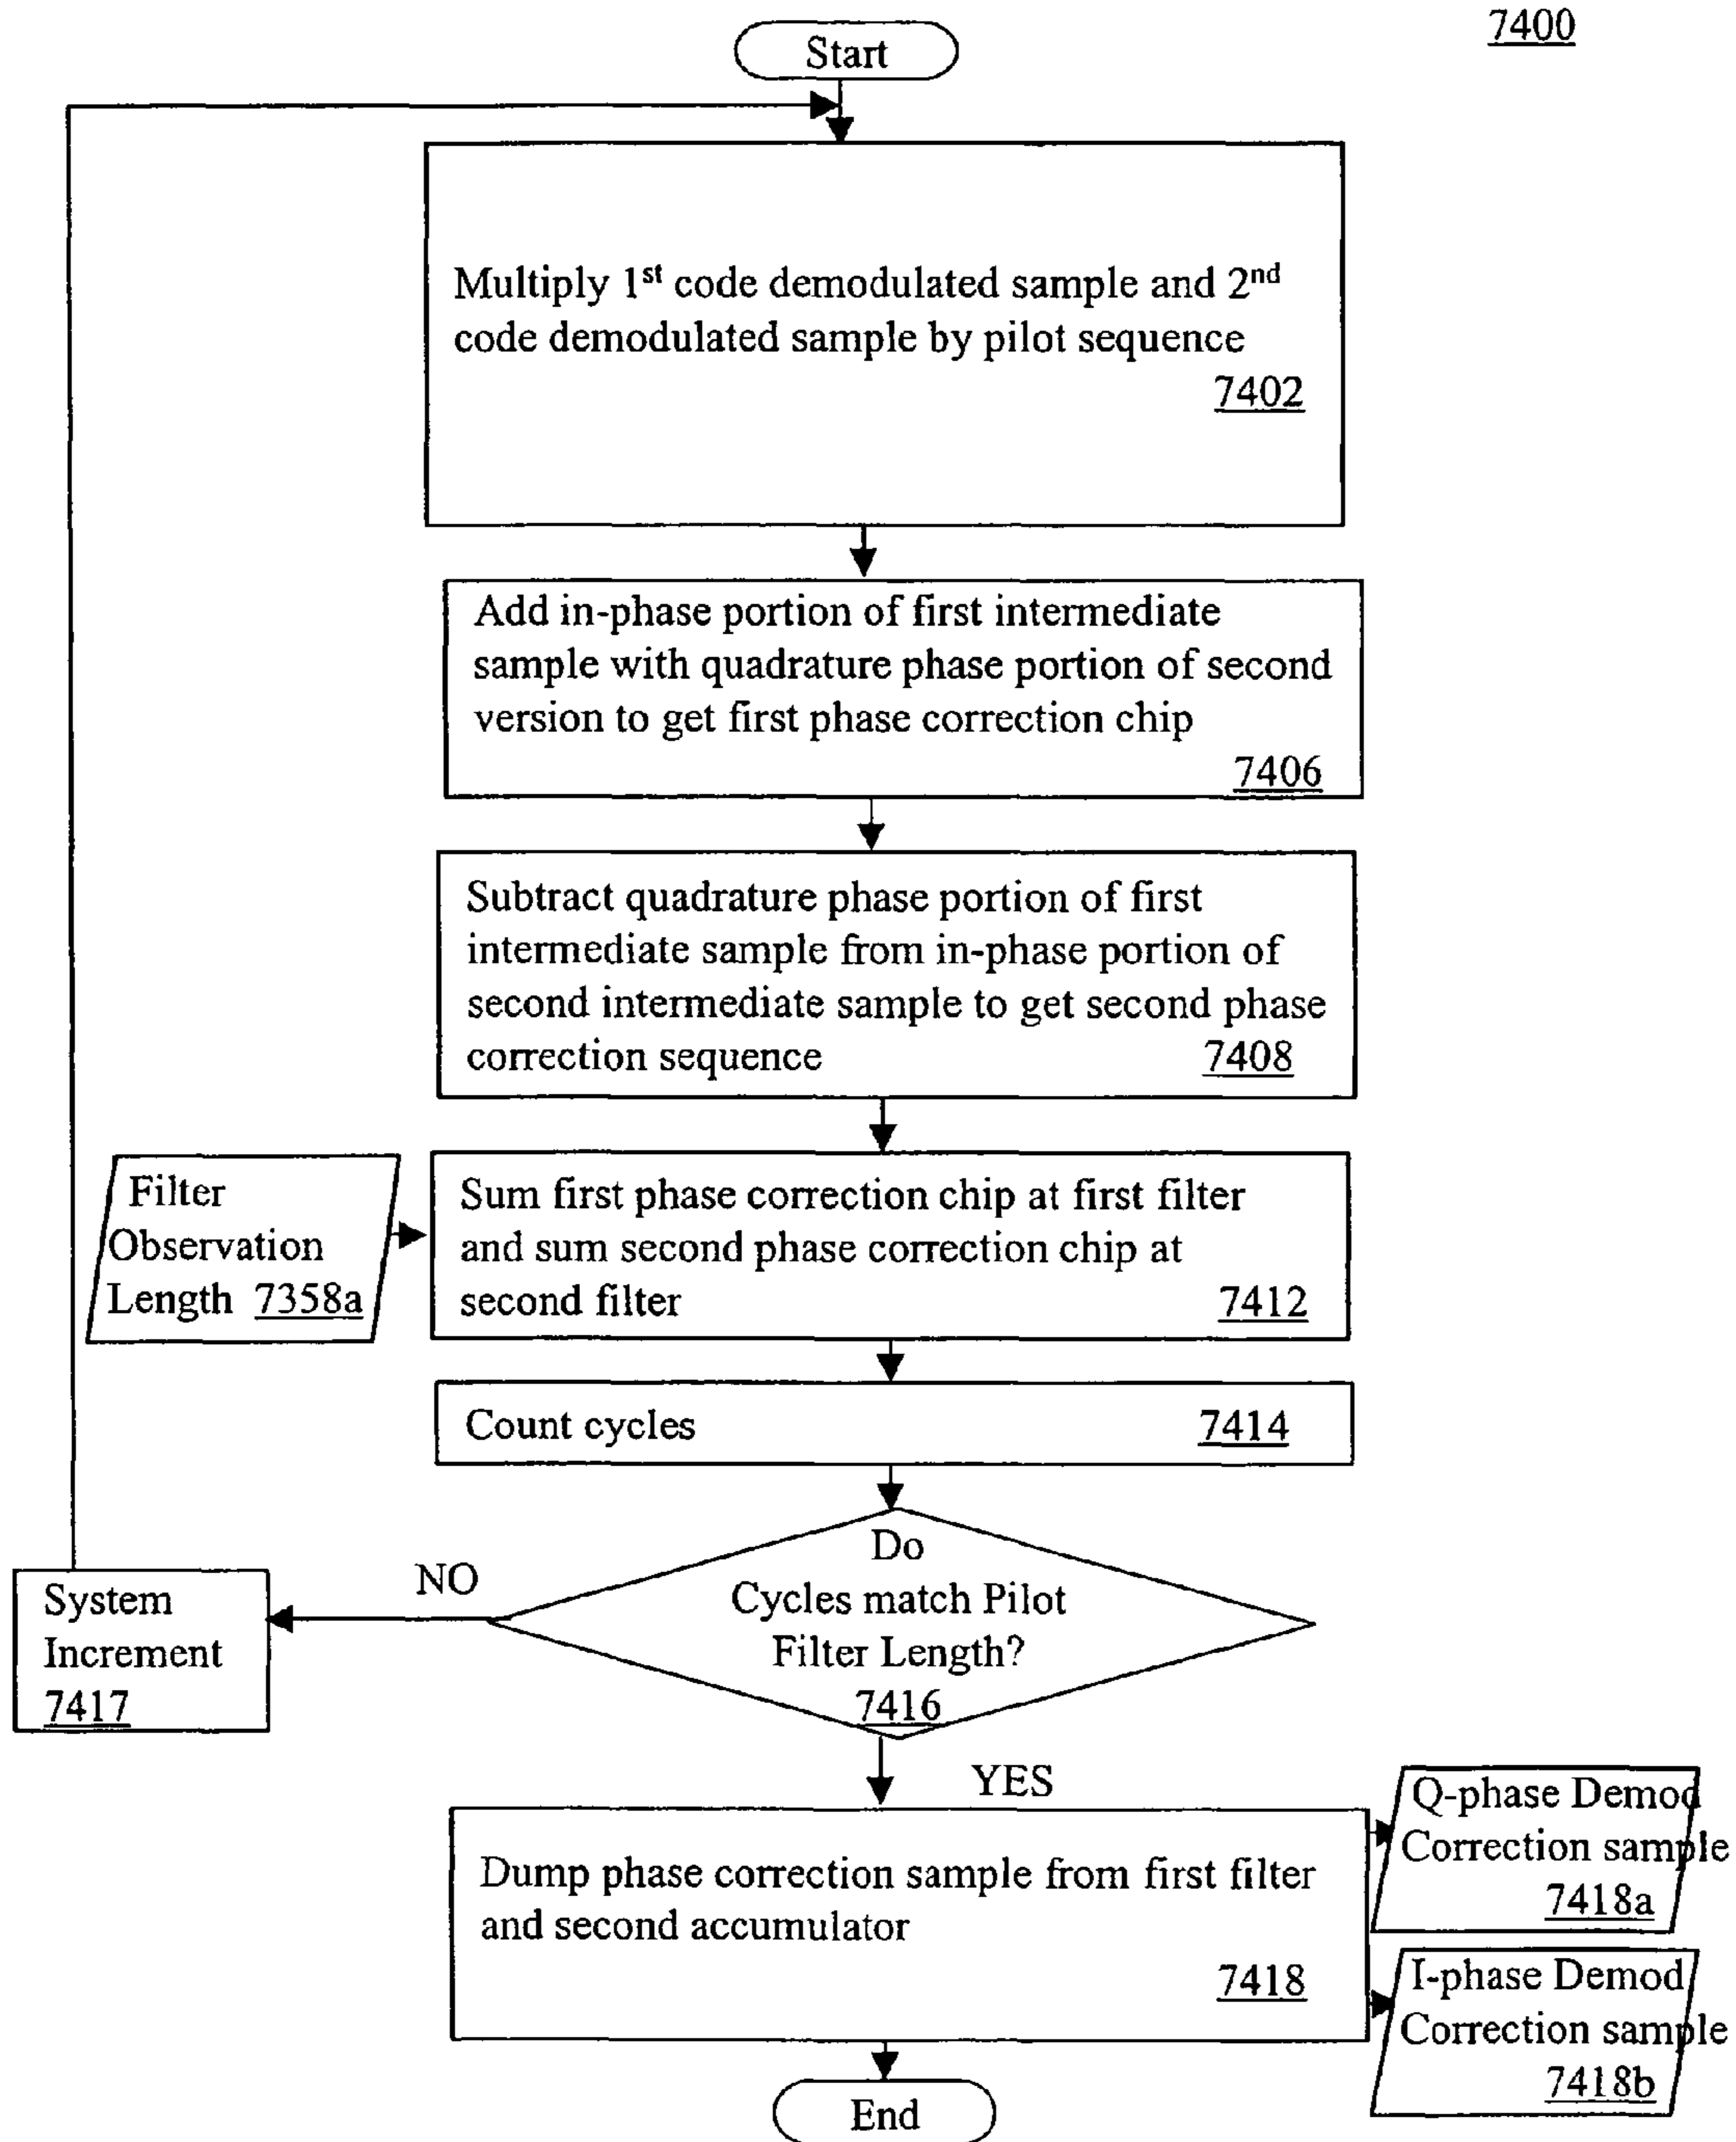 7400
Start
Multiply 1st code demodulated sample and 2nd
code demodulated sample by pilot sequence
7402
Add in-phase portion of first intermediate
sample with quadrature phase portion of second
version to get first phase correction chip
7406
Subtract quadrature phase portion of first
intermediate sample from in-phase portion of
second intermediate sample to get second phase
correction sequence 7408
Filter
Observation
Length 7358a
Sum first phase correction chip at first filter
and sum second phase correction chip at
second filter 7412
Count cycles 7414
Do
Cycles match Pilot
Filter Length?
7416
NO
System
Increment
7417
YES
Dump phase correction sample from first filter
and second accumulator
7418
Q-phase Demod
Correction sample
7418a
I-phase Demod
Correction sample
7418b
End